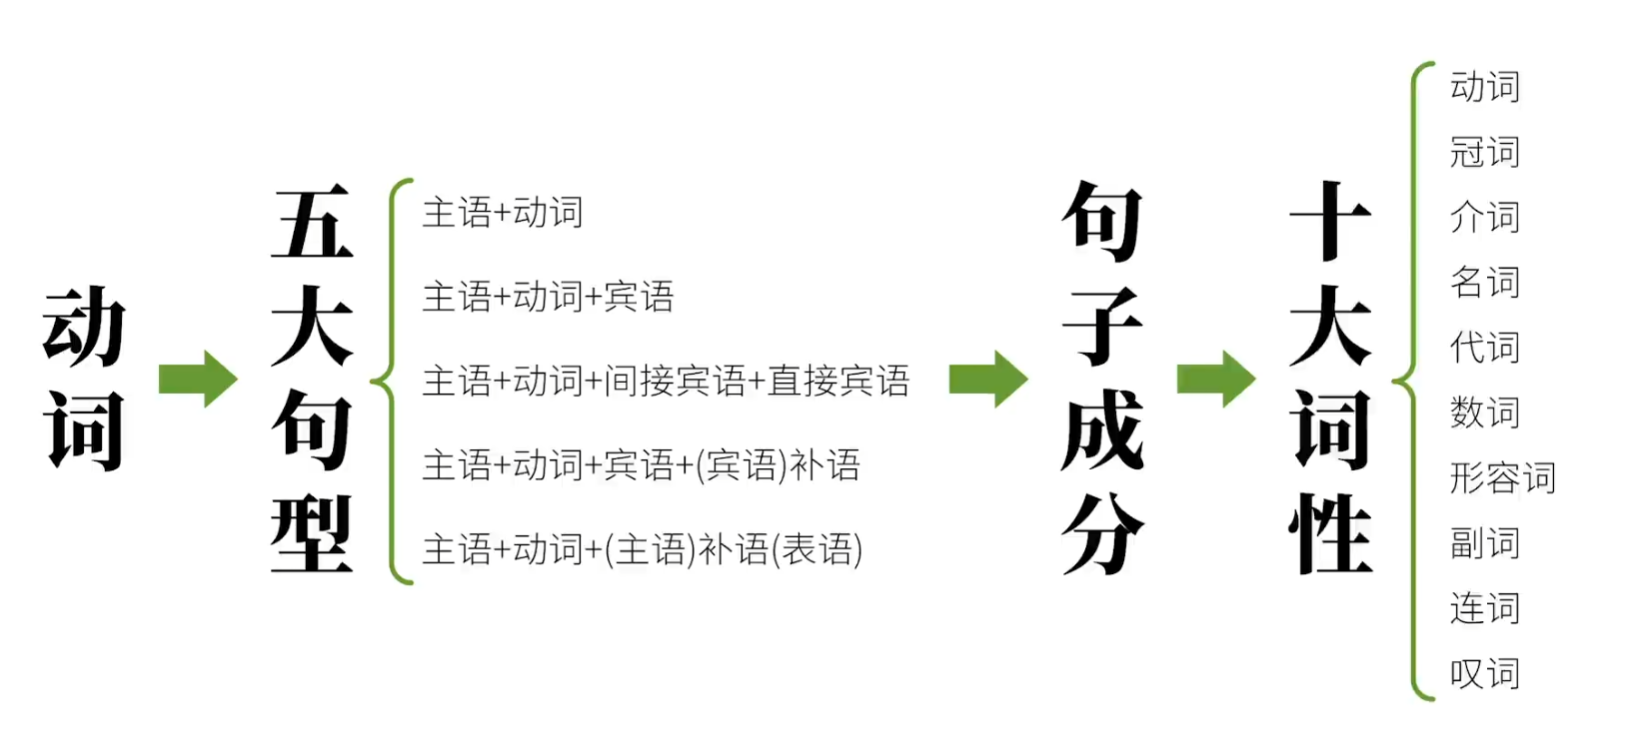 动词
五大句型
主语+动词
主语+动词+宾语
主语+动词+间接宾语+直接宾语
主语+动词+宾语+(宾语)补语
主语+动词+(主语)补语(表语)
句子成分
十大词性
动词
冠词
介词
名词
代词
数词
形容词
副词
连词
叹词